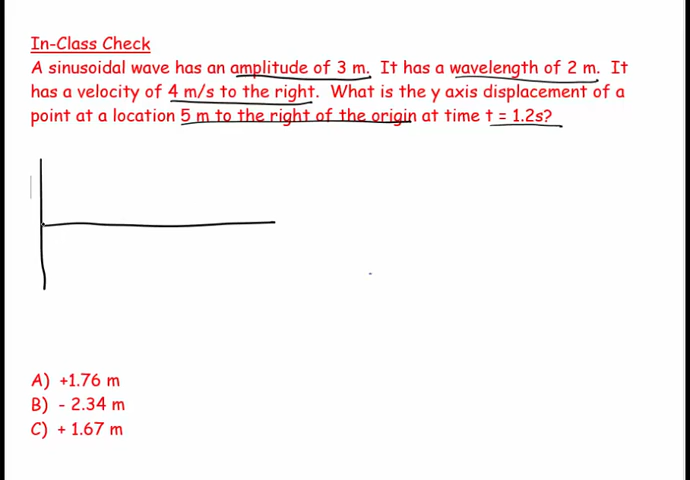 In-Class Check
A sinusoidal wave has an amplitude of 3 m. It has a wavelength of 2 m. It
has a velocity of 4 m/s to the right. What is the y axis displacement of a
point at a location 5 m to the right of the origin at time t = 1.2s?
A) +1.76 m
B) - 2.34 m
C) + 1.67 m